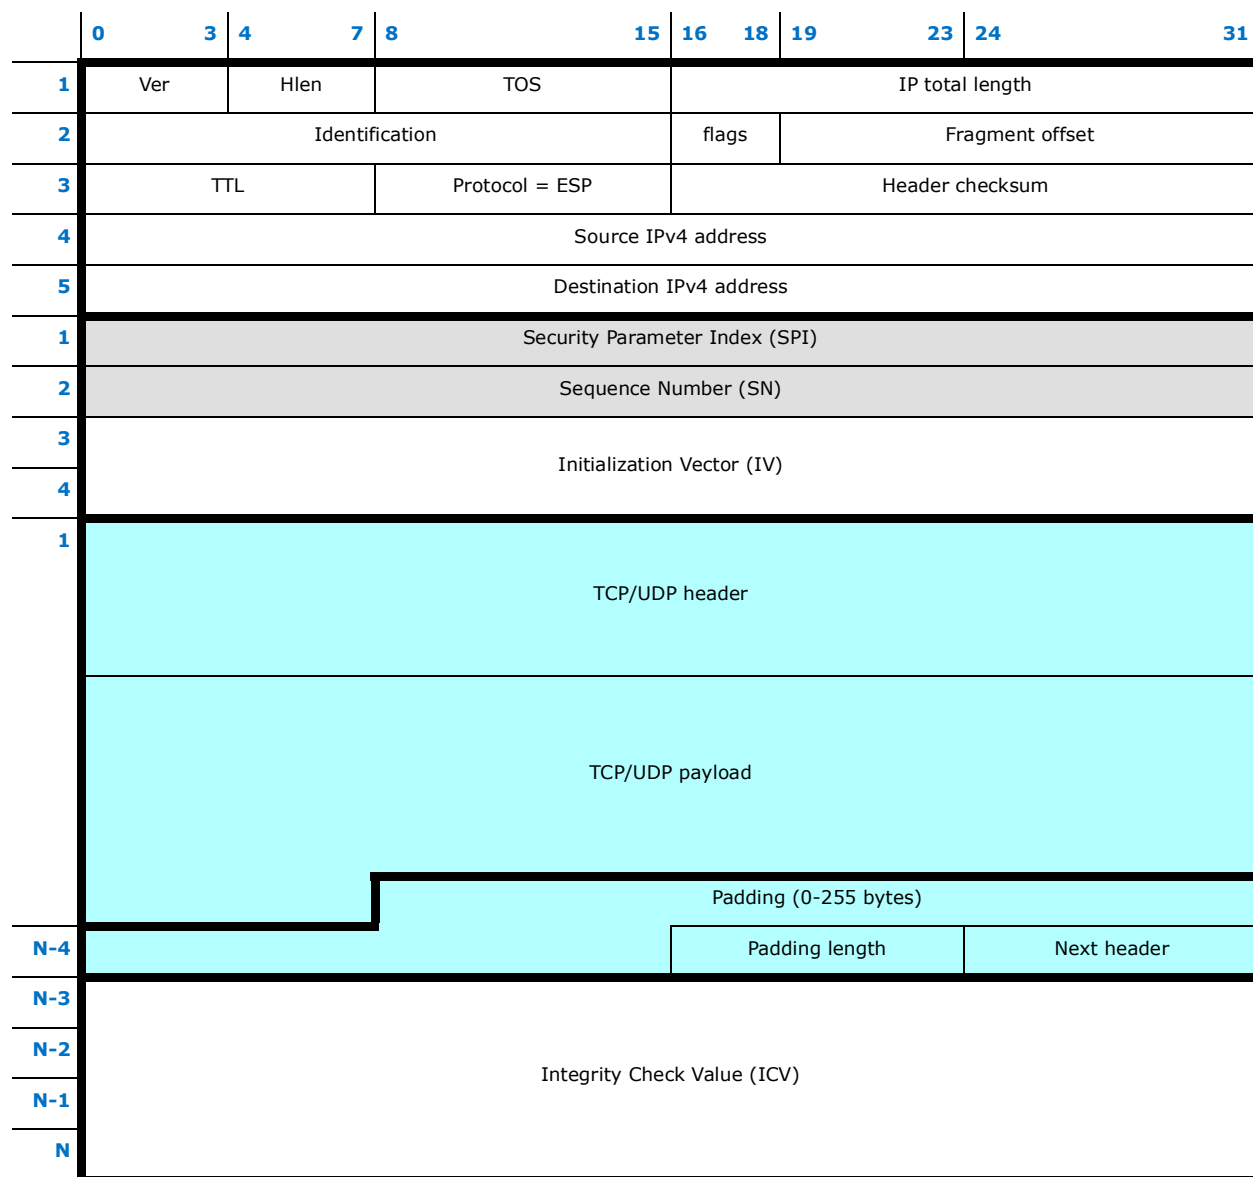 0 3 4 7 8 15 16 18 19 23 24 31
1 Ver Hlen TOS IP total length
2 Identification flags Fragment offset
3 TTL Protocol = ESP Header checksum
4 Source IPv4 address
5 Destination IPv4 address
1 Security Parameter Index (SPI)
2 Sequence Number (SN)
3
Initialization Vector (IV)
4
1
TCP/UDP header
TCP/UDP payload
Padding (0-255 bytes)
N-4 Padding length Next header
N-3
N-2
Integrity Check Value (ICV)
N-1
N